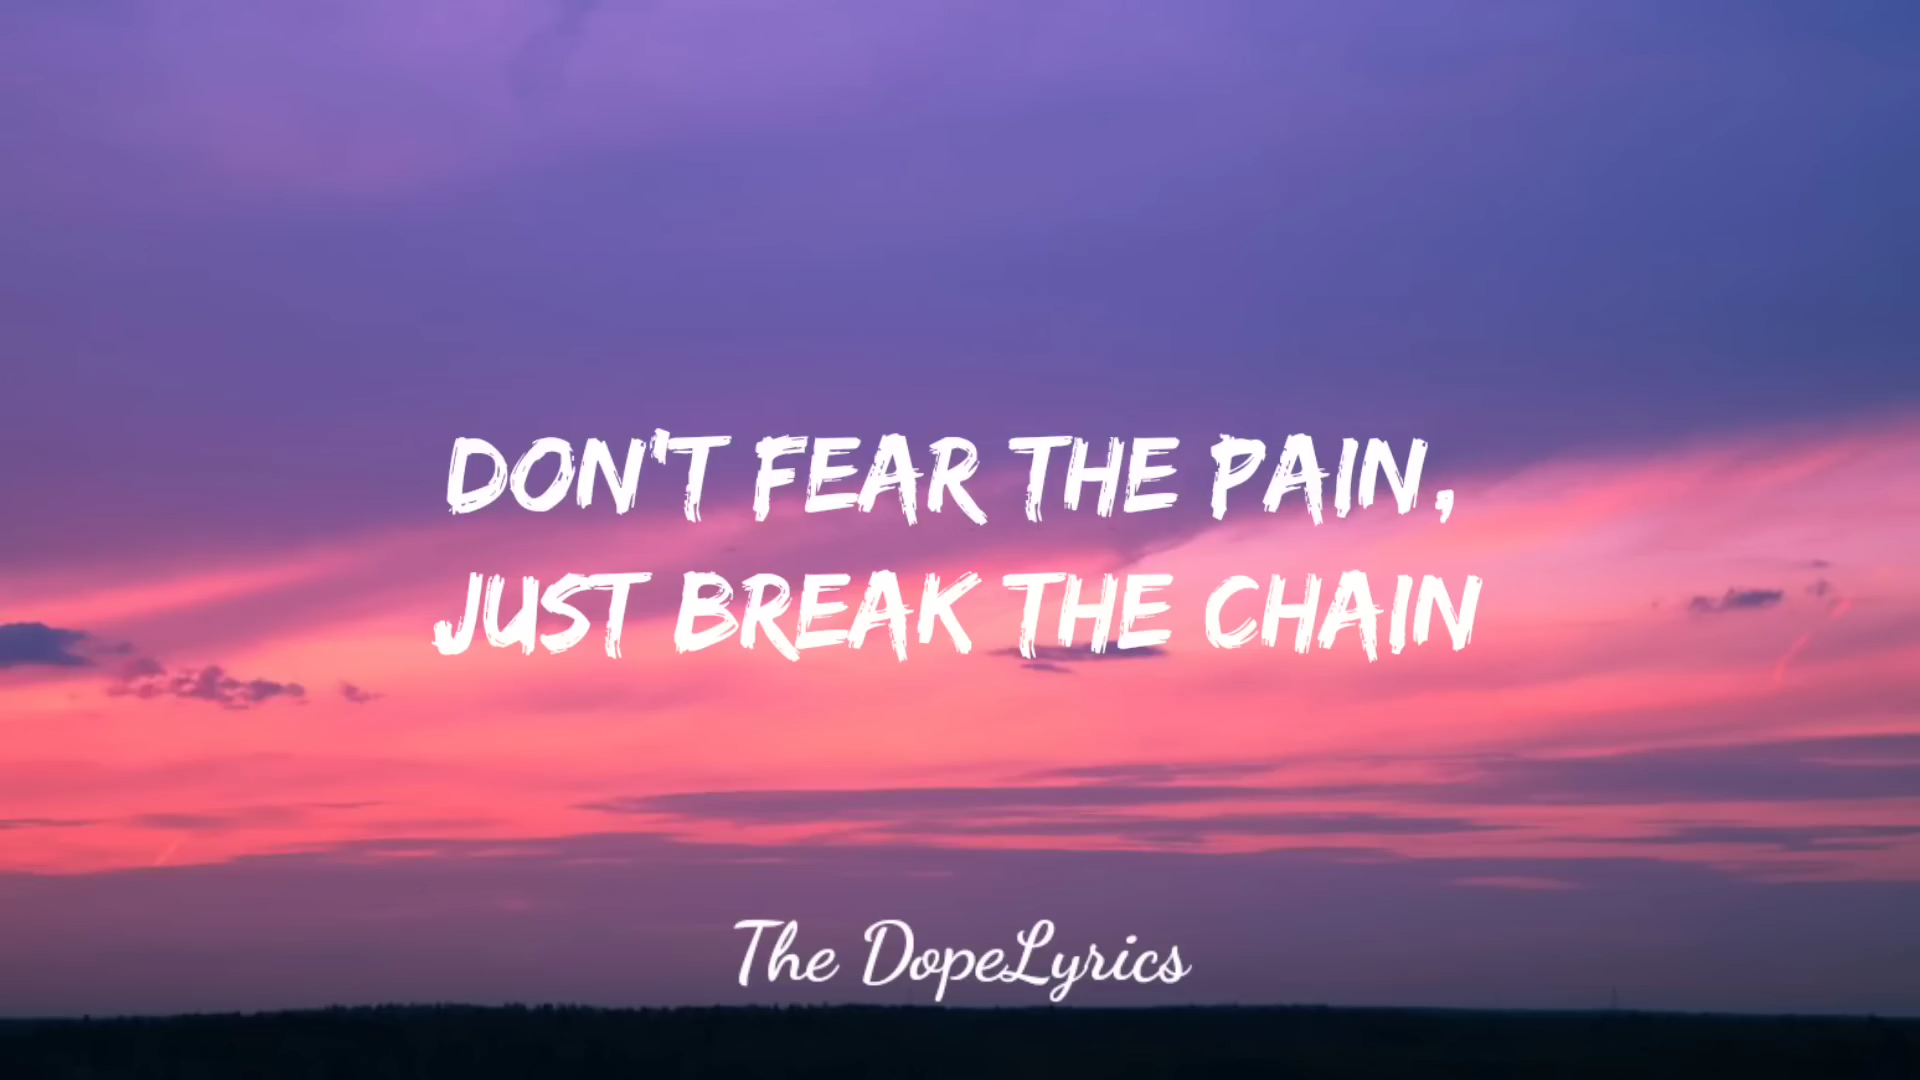 DON'T FEAR THE PAIN,
JUST BREAK THE CHAIN
The DopeLyrics